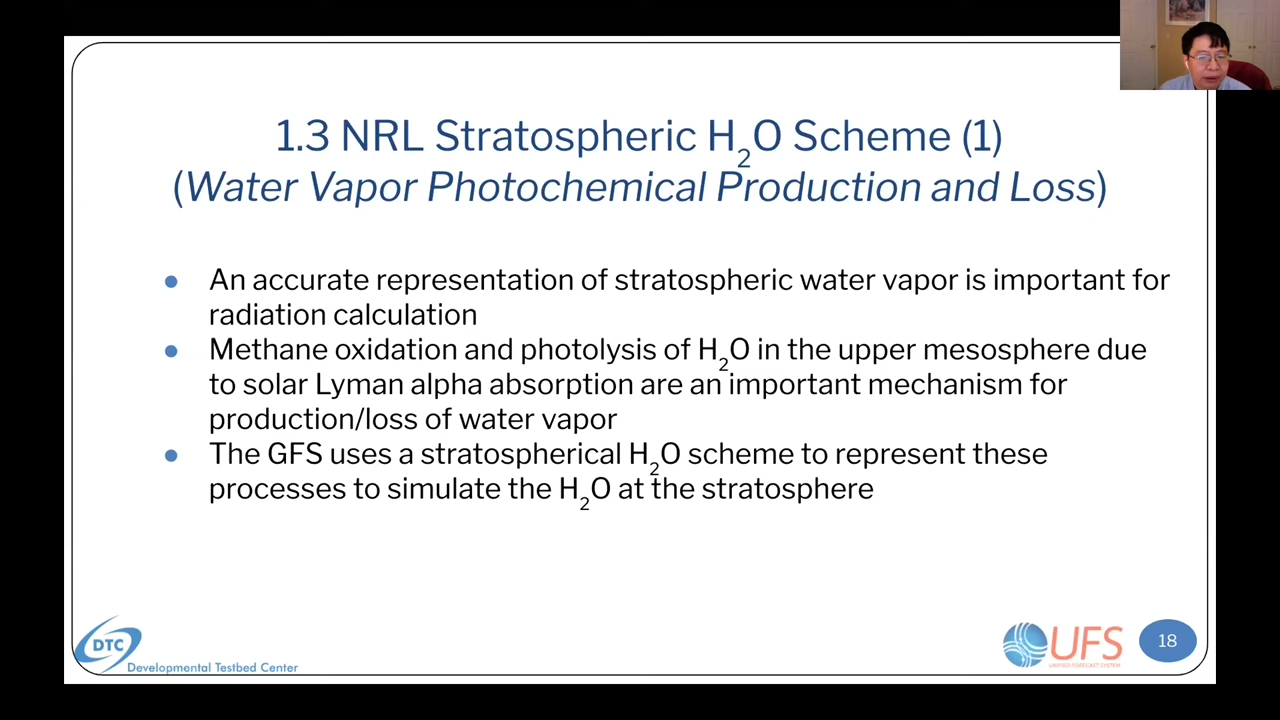 1.3 NRL Stratospheric H2O Scheme (1)
(Water Vapor Photochemical Production and Loss)
● An accurate representation of stratospheric water vapor is important for
radiation calculation
● Methane oxidation and photolysis of H2O in the upper mesosphere due
to solar Lyman alpha absorption are an important mechanism for
production/loss of water vapor
● The GFS uses a stratospherical H2O scheme to represent these
processes to simulate the H2O at the stratosphere
DTC
Developmental Testbed Center
UFS
UNIFIED FORECAST SYSTEM
18